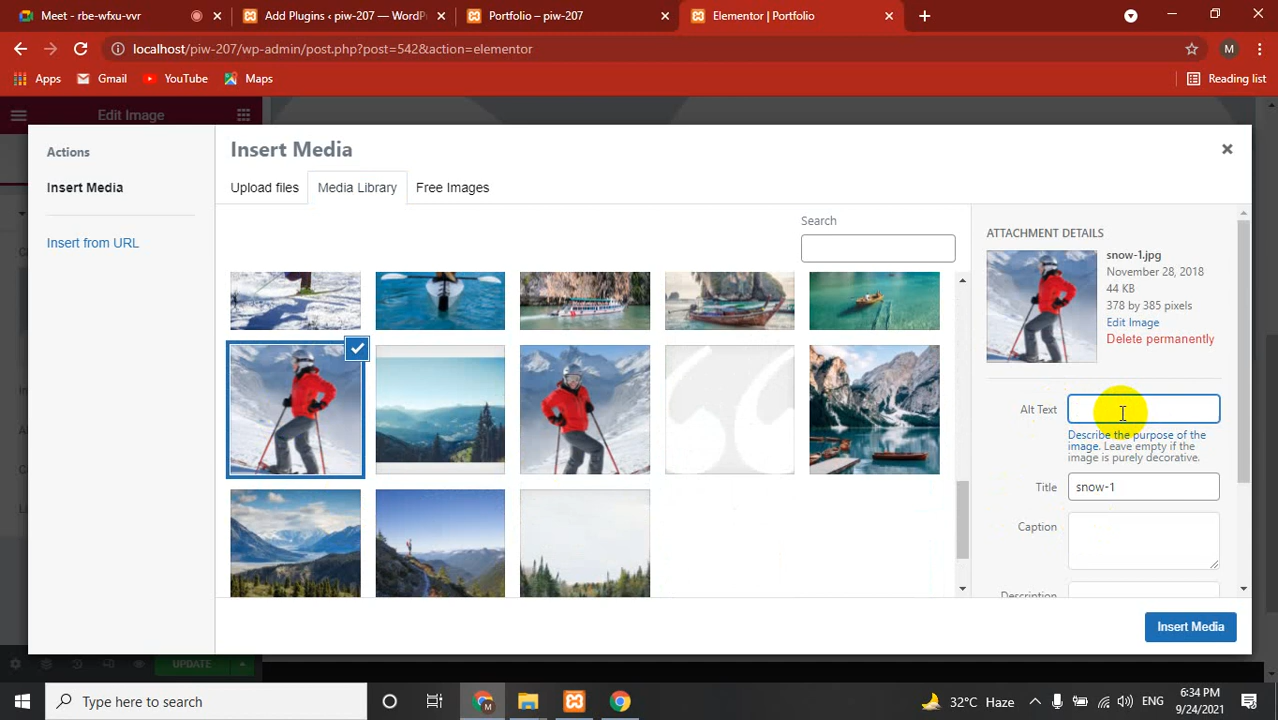 Meet - rbe-wfxu-vvr
Add Plugins ‹ piw-207 — WordPr
Portfolio – piw-207
Elementor | Portfolio
localhost/piw-207/wp-admin/post.php?post=542&action=elementor
M
Apps
Gmail
YouTube
Maps
Reading list
Edit Image
Actions
Insert Media
Insert from URL
Insert Media
Upload files
Media Library
Free Images
Search
ATTACHMENT DETAILS
snow-1.jpg
November 28, 2018
44 KB
378 by 385 pixels
Edit Image
Delete permanently
Alt Text
Describe the purpose of the
image. Leave empty if the
image is purely decorative.
Title
snow-1
Caption
Description
Insert Media
UPDATE
Type here to search
32°C Haze
ENG
6:34 PM
9/24/2021